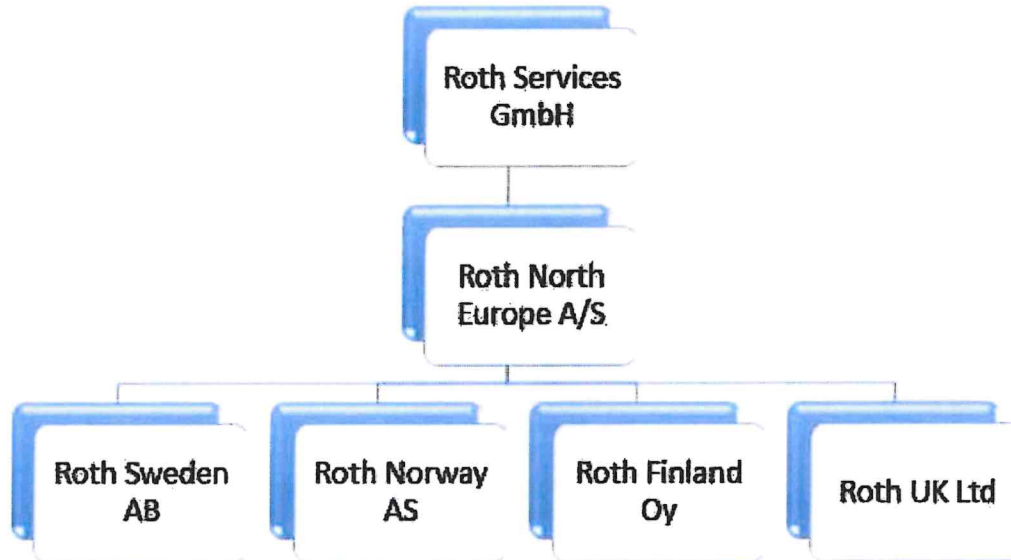 Roth Services
GmbH
Roth North
Europe A/S
Roth Sweden
AB
Roth Norway
AS
Roth Finland
Oy
Roth UK Ltd